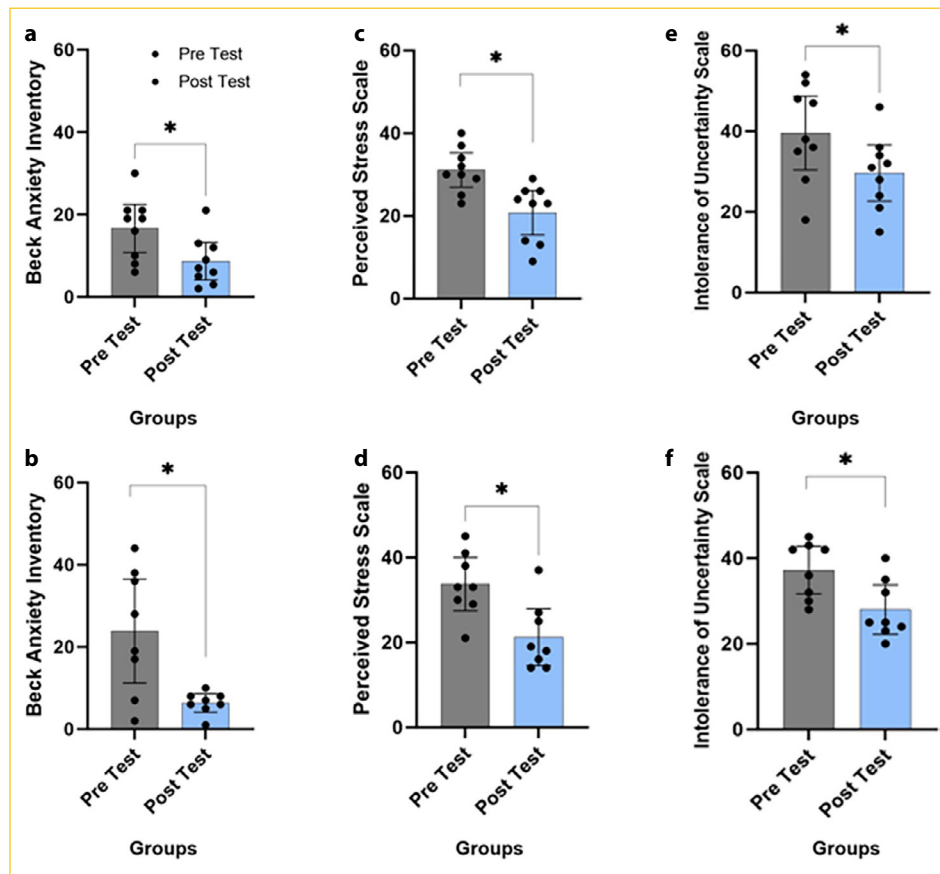 a
Beck Anxiety Inventory
60
40
20
0
Pre Test
Post Test
*
Pre Test
Post Test
Groups
c
Perceived Stress Scale
60
40
20
0
*
Pre Test
Post Test
Groups
e
Intolerance of Uncertainty Scale
60
40
20
0
*
Pre Test
Post Test
Groups
b
Beck Anxiety Inventory
60
40
20
0
*
Pre Test
Post Test
Groups
d
Perceived Stress Scale
60
40
20
0
*
Pre Test
Post Test
Groups
f
Intolerance of Uncertainty Scale
60
40
20
0
*
Pre Test
Post Test
Groups